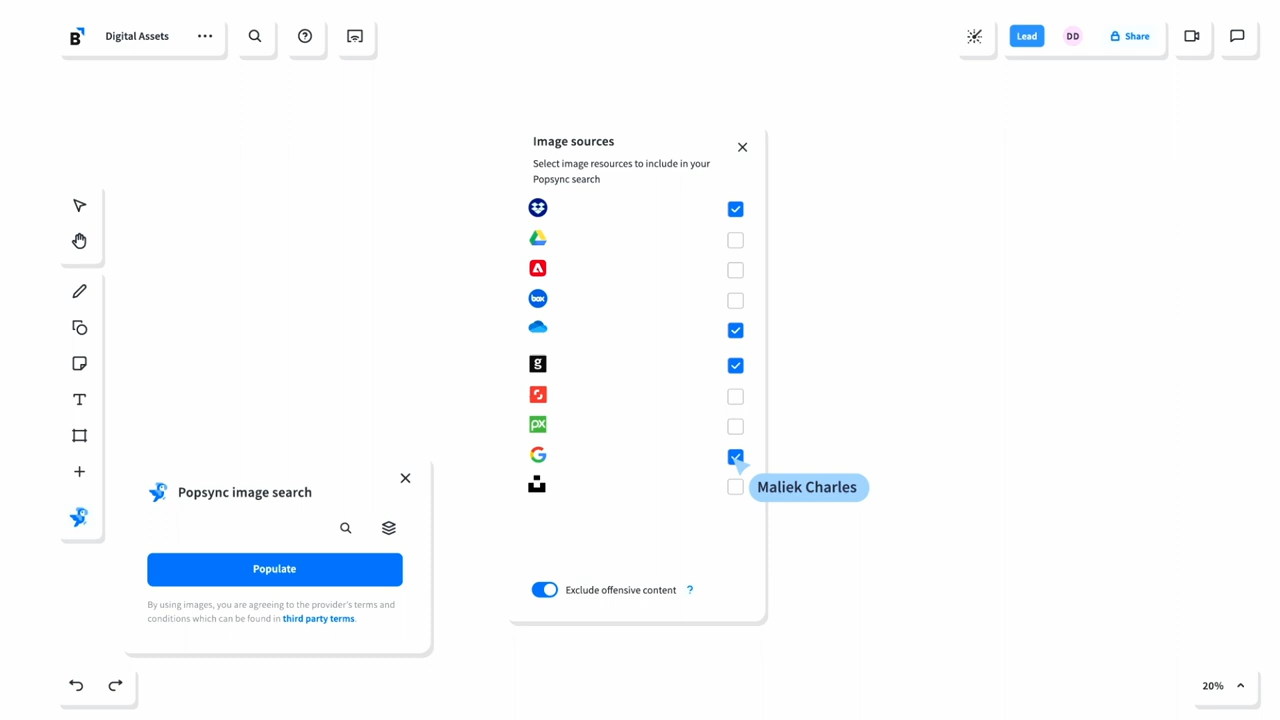 B
Digital Assets
Lead
DD
Share
Image sources
Select image resources to include in your
Popsync search
box
g
px
G
Maliek Charles
Exclude offensive content ?
Popsync image search
Populate
By using images, you are agreeing to the provider's terms and
conditions which can be found in third party terms.
20%